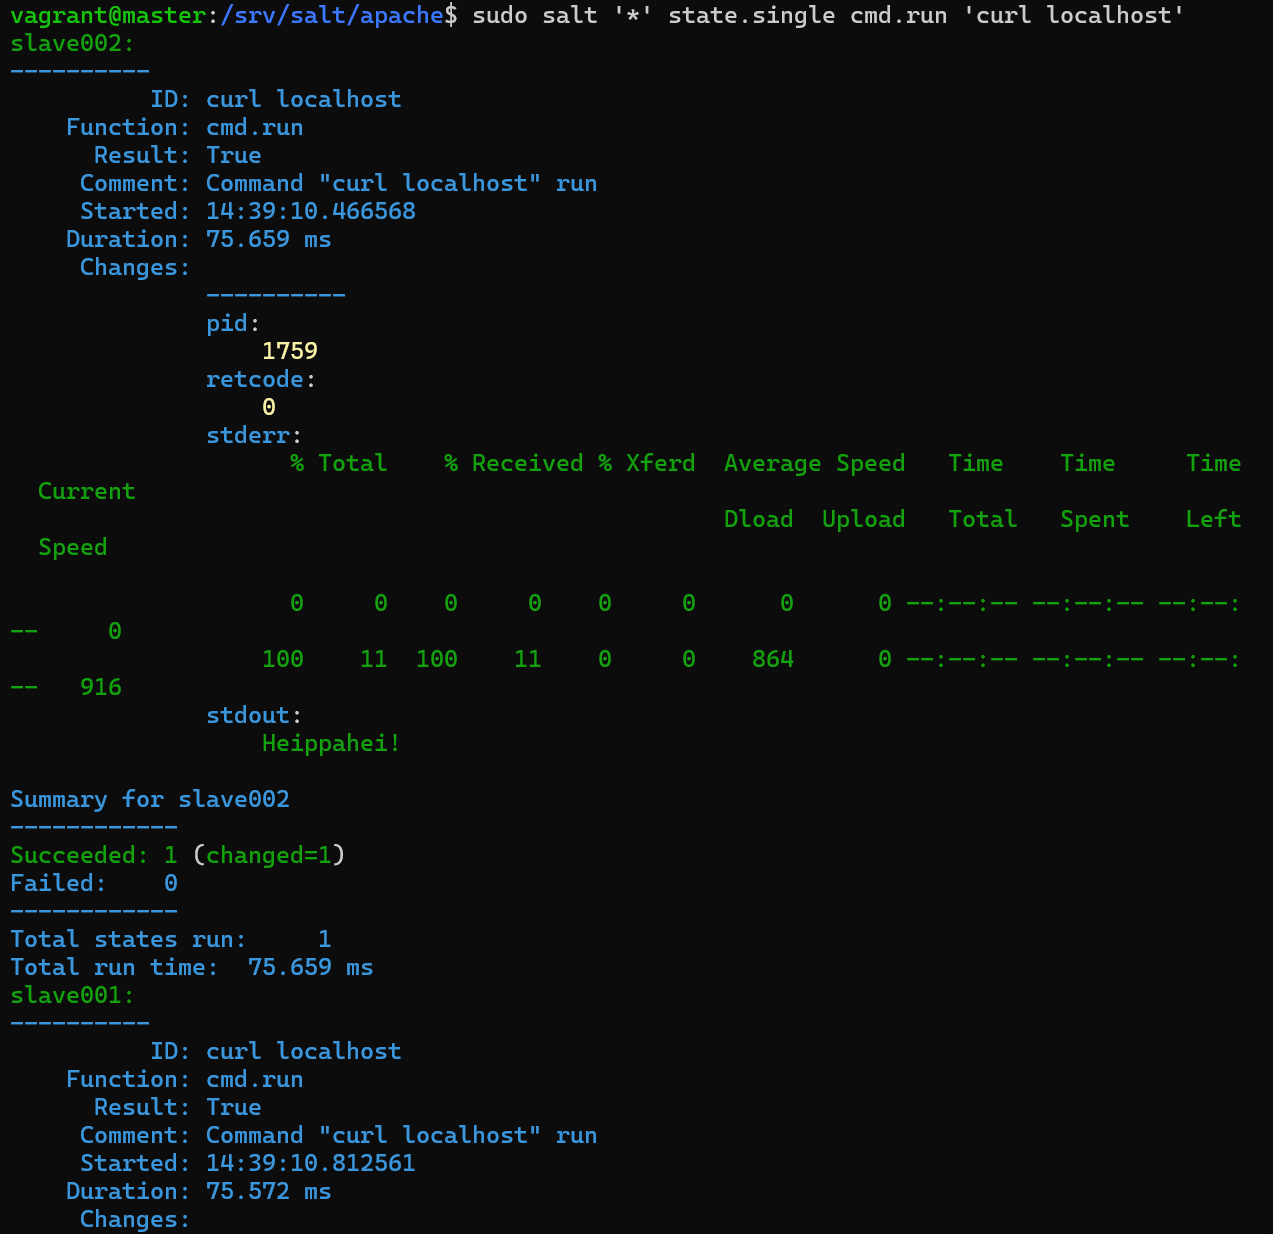 vagrant@master:/srv/salt/apache$ sudo salt '*' state.single cmd.run 'curl localhost'
slave002:
----------
          ID: curl localhost
    Function: cmd.run
      Result: True
     Comment: Command "curl localhost" run
     Started: 14:39:10.466568
    Duration: 75.659 ms
     Changes:
              ----------
              pid:
                  1759
              retcode:
                  0
              stderr:
                    % Total    % Received % Xferd  Average Speed   Time    Time     Time
  Current
                                                   Dload  Upload   Total   Spent    Left
  Speed
                    0     0    0     0    0     0      0      0 --:--:-- --:--:-- --:--:
--     0
                  100    11  100    11    0     0    864      0 --:--:-- --:--:-- --:--:
--   916
              stdout:
                  Heippahei!
Summary for slave002
------------
Succeeded: 1 (changed=1)
Failed:    0
------------
Total states run:     1
Total run time:  75.659 ms
slave001:
----------
          ID: curl localhost
    Function: cmd.run
      Result: True
     Comment: Command "curl localhost" run
     Started: 14:39:10.812561
    Duration: 75.572 ms
     Changes: